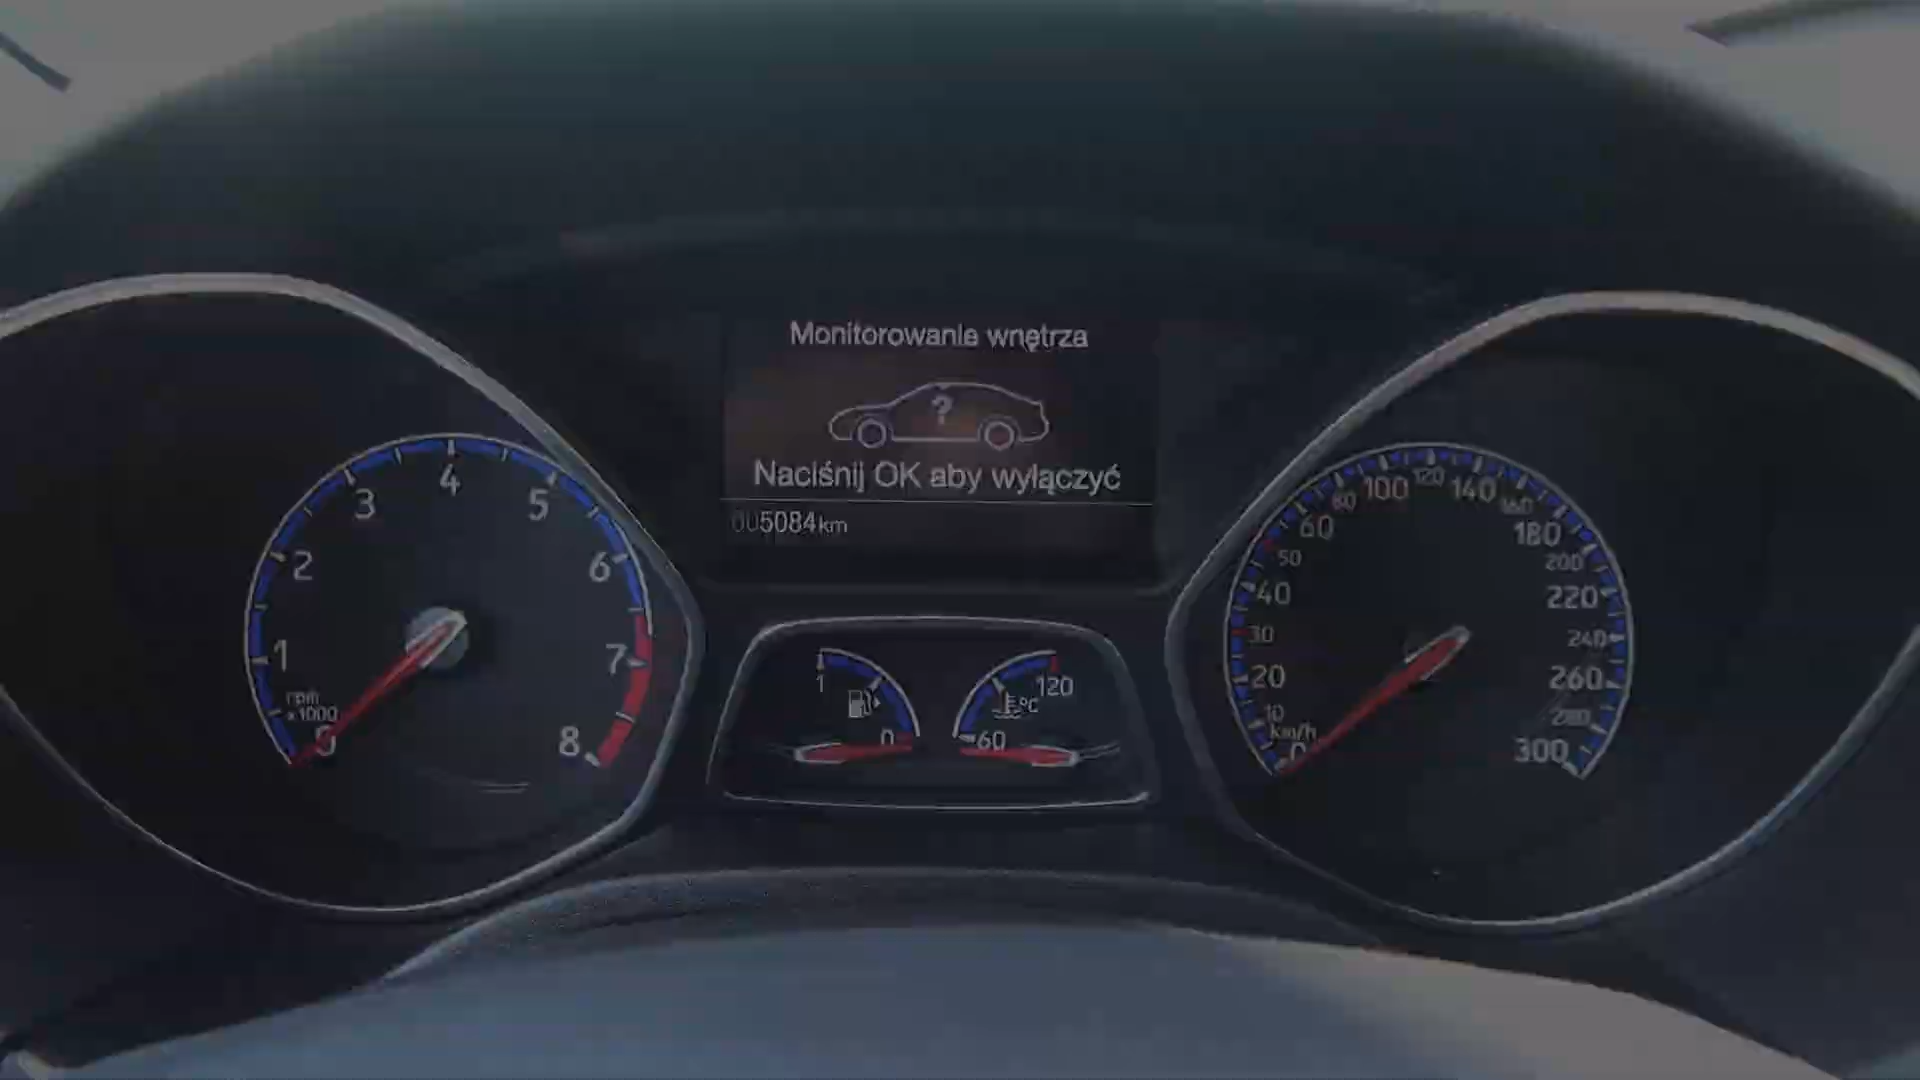 Monitorowanie wnętrza
?
Naciśnij OK aby wyłączyć
005084km
0 1 2 3 4 5 6 7 8
rpm
x1000
1
0
120
°C
60
0 10 20 30 40 50 60 80 100 120 140 160 180 200 220 240 260 280 300
km/h